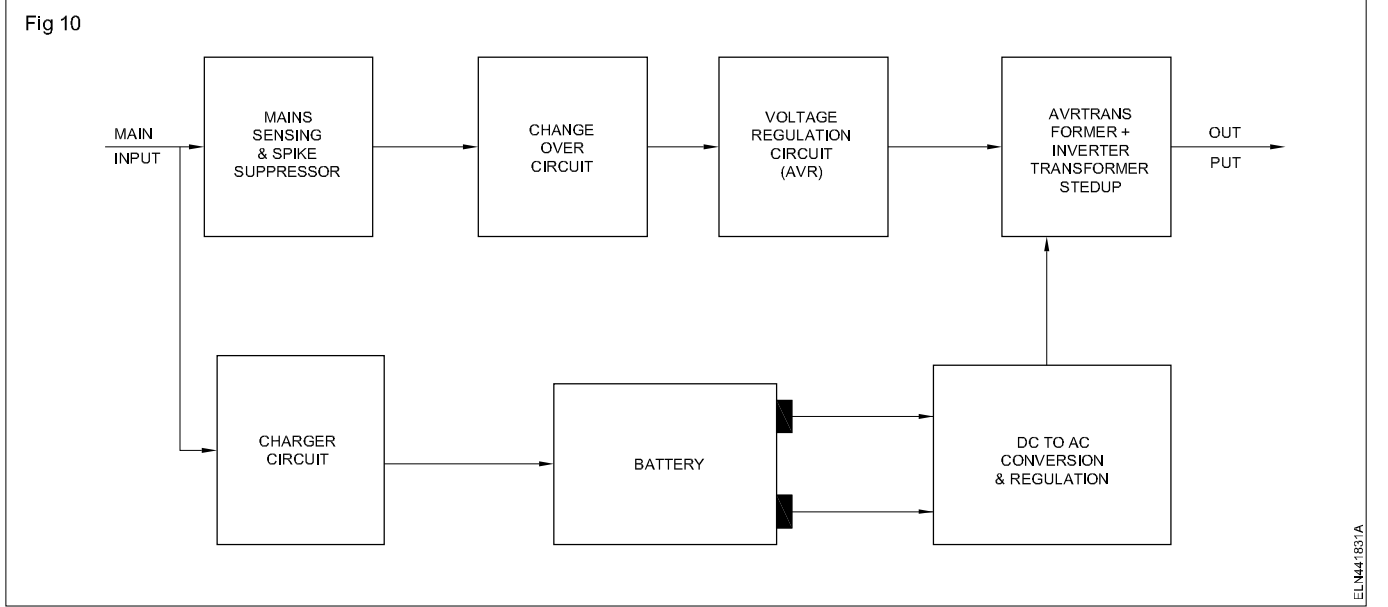 Fig 10
MAIN
INPUT
MAINS
SENSING
& SPIKE
SUPPRESSOR
CHANGE
OVER
CIRCUIT
VOLTAGE
REGULATION
CIRCUIT
(AVR)
AVRTRANS
FORMER +
INVERTER
TRANSFORMER
STEDUP
OUT
PUT
CHARGER
CIRCUIT
BATTERY
DC TO AC
CONVERSION
& REGULATION
ELN441831A